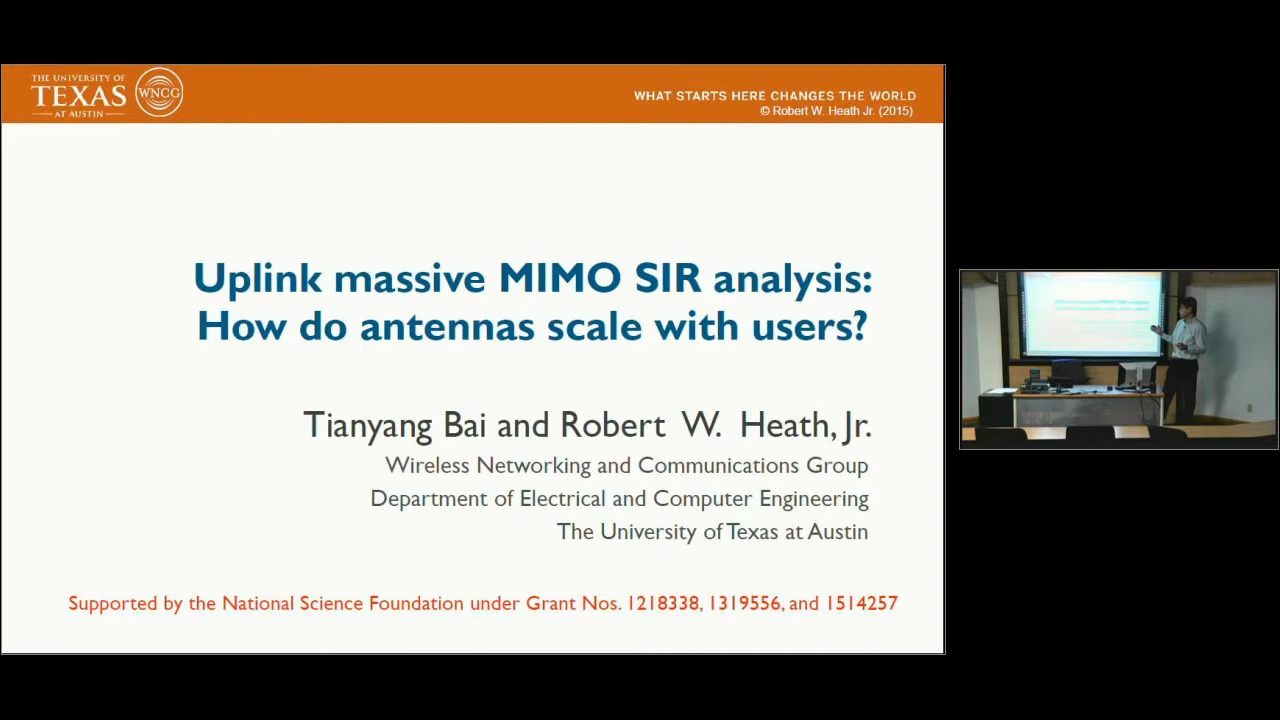 THE UNIVERSITY OF
TEXAS
AT AUSTIN
WNCG
WHAT STARTS HERE CHANGES THE WORLD
© Robert W. Heath Jr. (2015)
Uplink massive MIMO SIR analysis:
How do antennas scale with users?
Tianyang Bai and Robert W. Heath, Jr.
Wireless Networking and Communications Group
Department of Electrical and Computer Engineering
The University of Texas at Austin
Supported by the National Science Foundation under Grant Nos. 1218338, 1319556, and 1514257